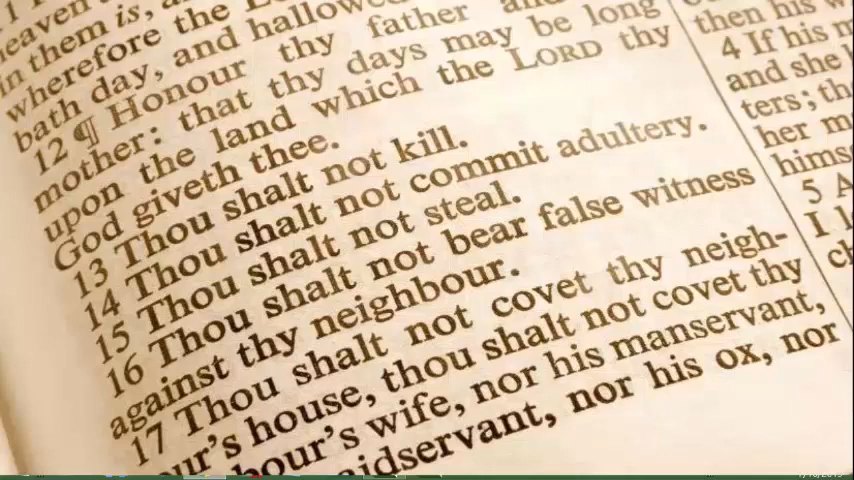 heaven
in them is,
wherefore the
bath day, and hallowed
12 ¶ Honour thy father and
mother: that thy days may be long
upon the land which the LORD thy
God giveth thee.
13 Thou shalt not kill.
14 Thou shalt not commit adultery.
15 Thou shalt not steal.
16 Thou shalt not bear false witness
against thy neighbour.
17 Thou shalt not covet thy neigh-
our's house, thou shalt not covet thy
bour's wife, nor his manservant,
aidservant, nor his ox, nor
then his
4 If his
and she
ters; the
her
hims
5
I